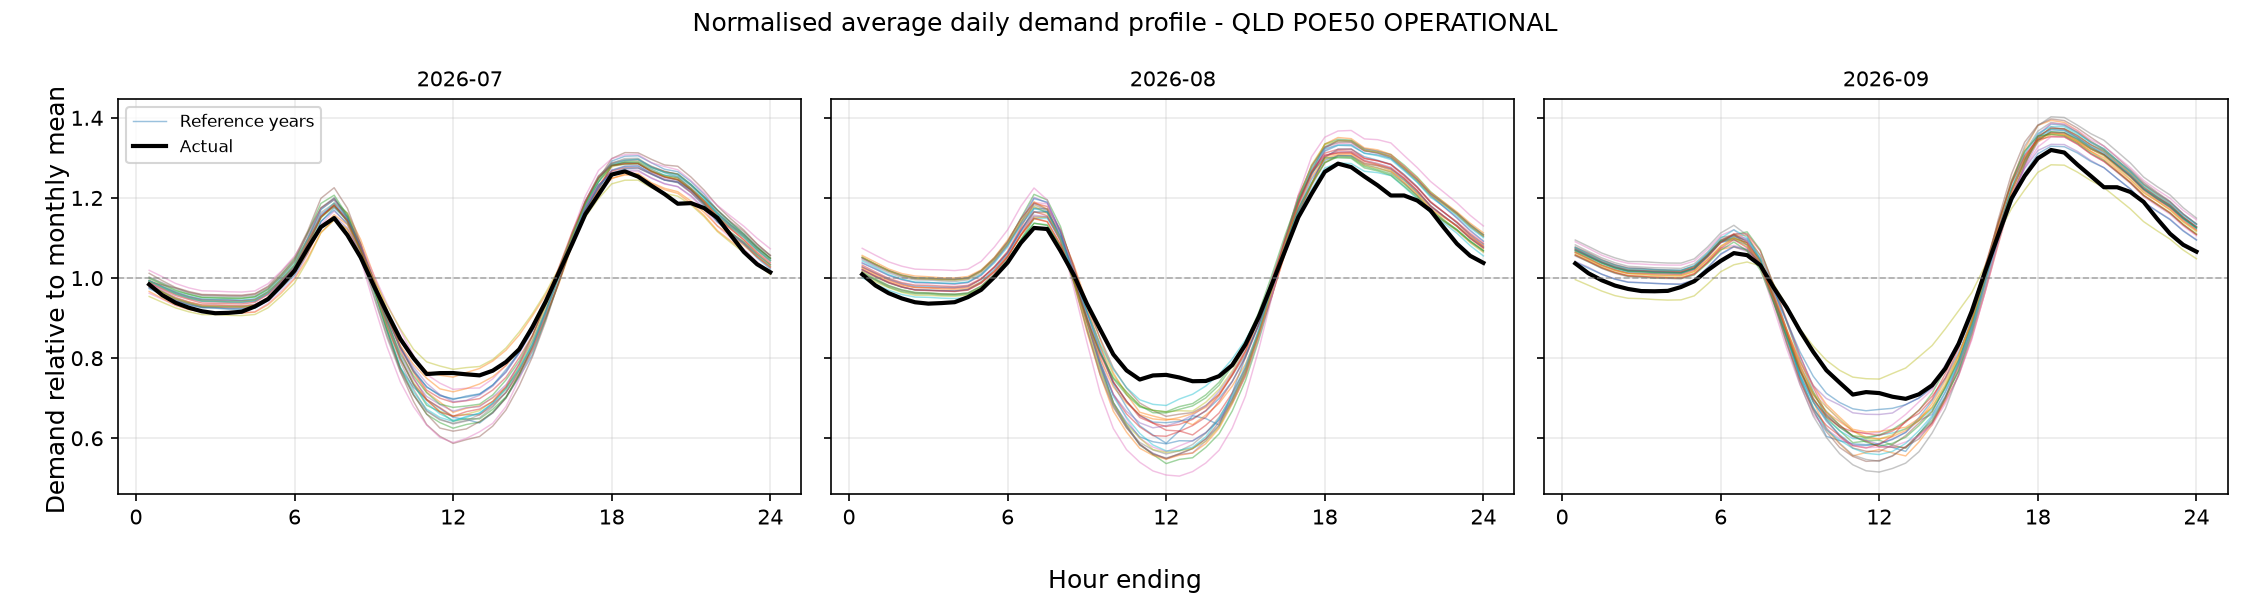 Normalised average daily demand profile - QLD POE50 OPERATIONAL
2026-07
2026-08
2026-09
Demand relative to monthly mean
1.4
1.2
1.0
0.8
0.6
Reference years
Actual
0 6 12 18 24
0 6 12 18 24
0 6 12 18 24
Hour ending